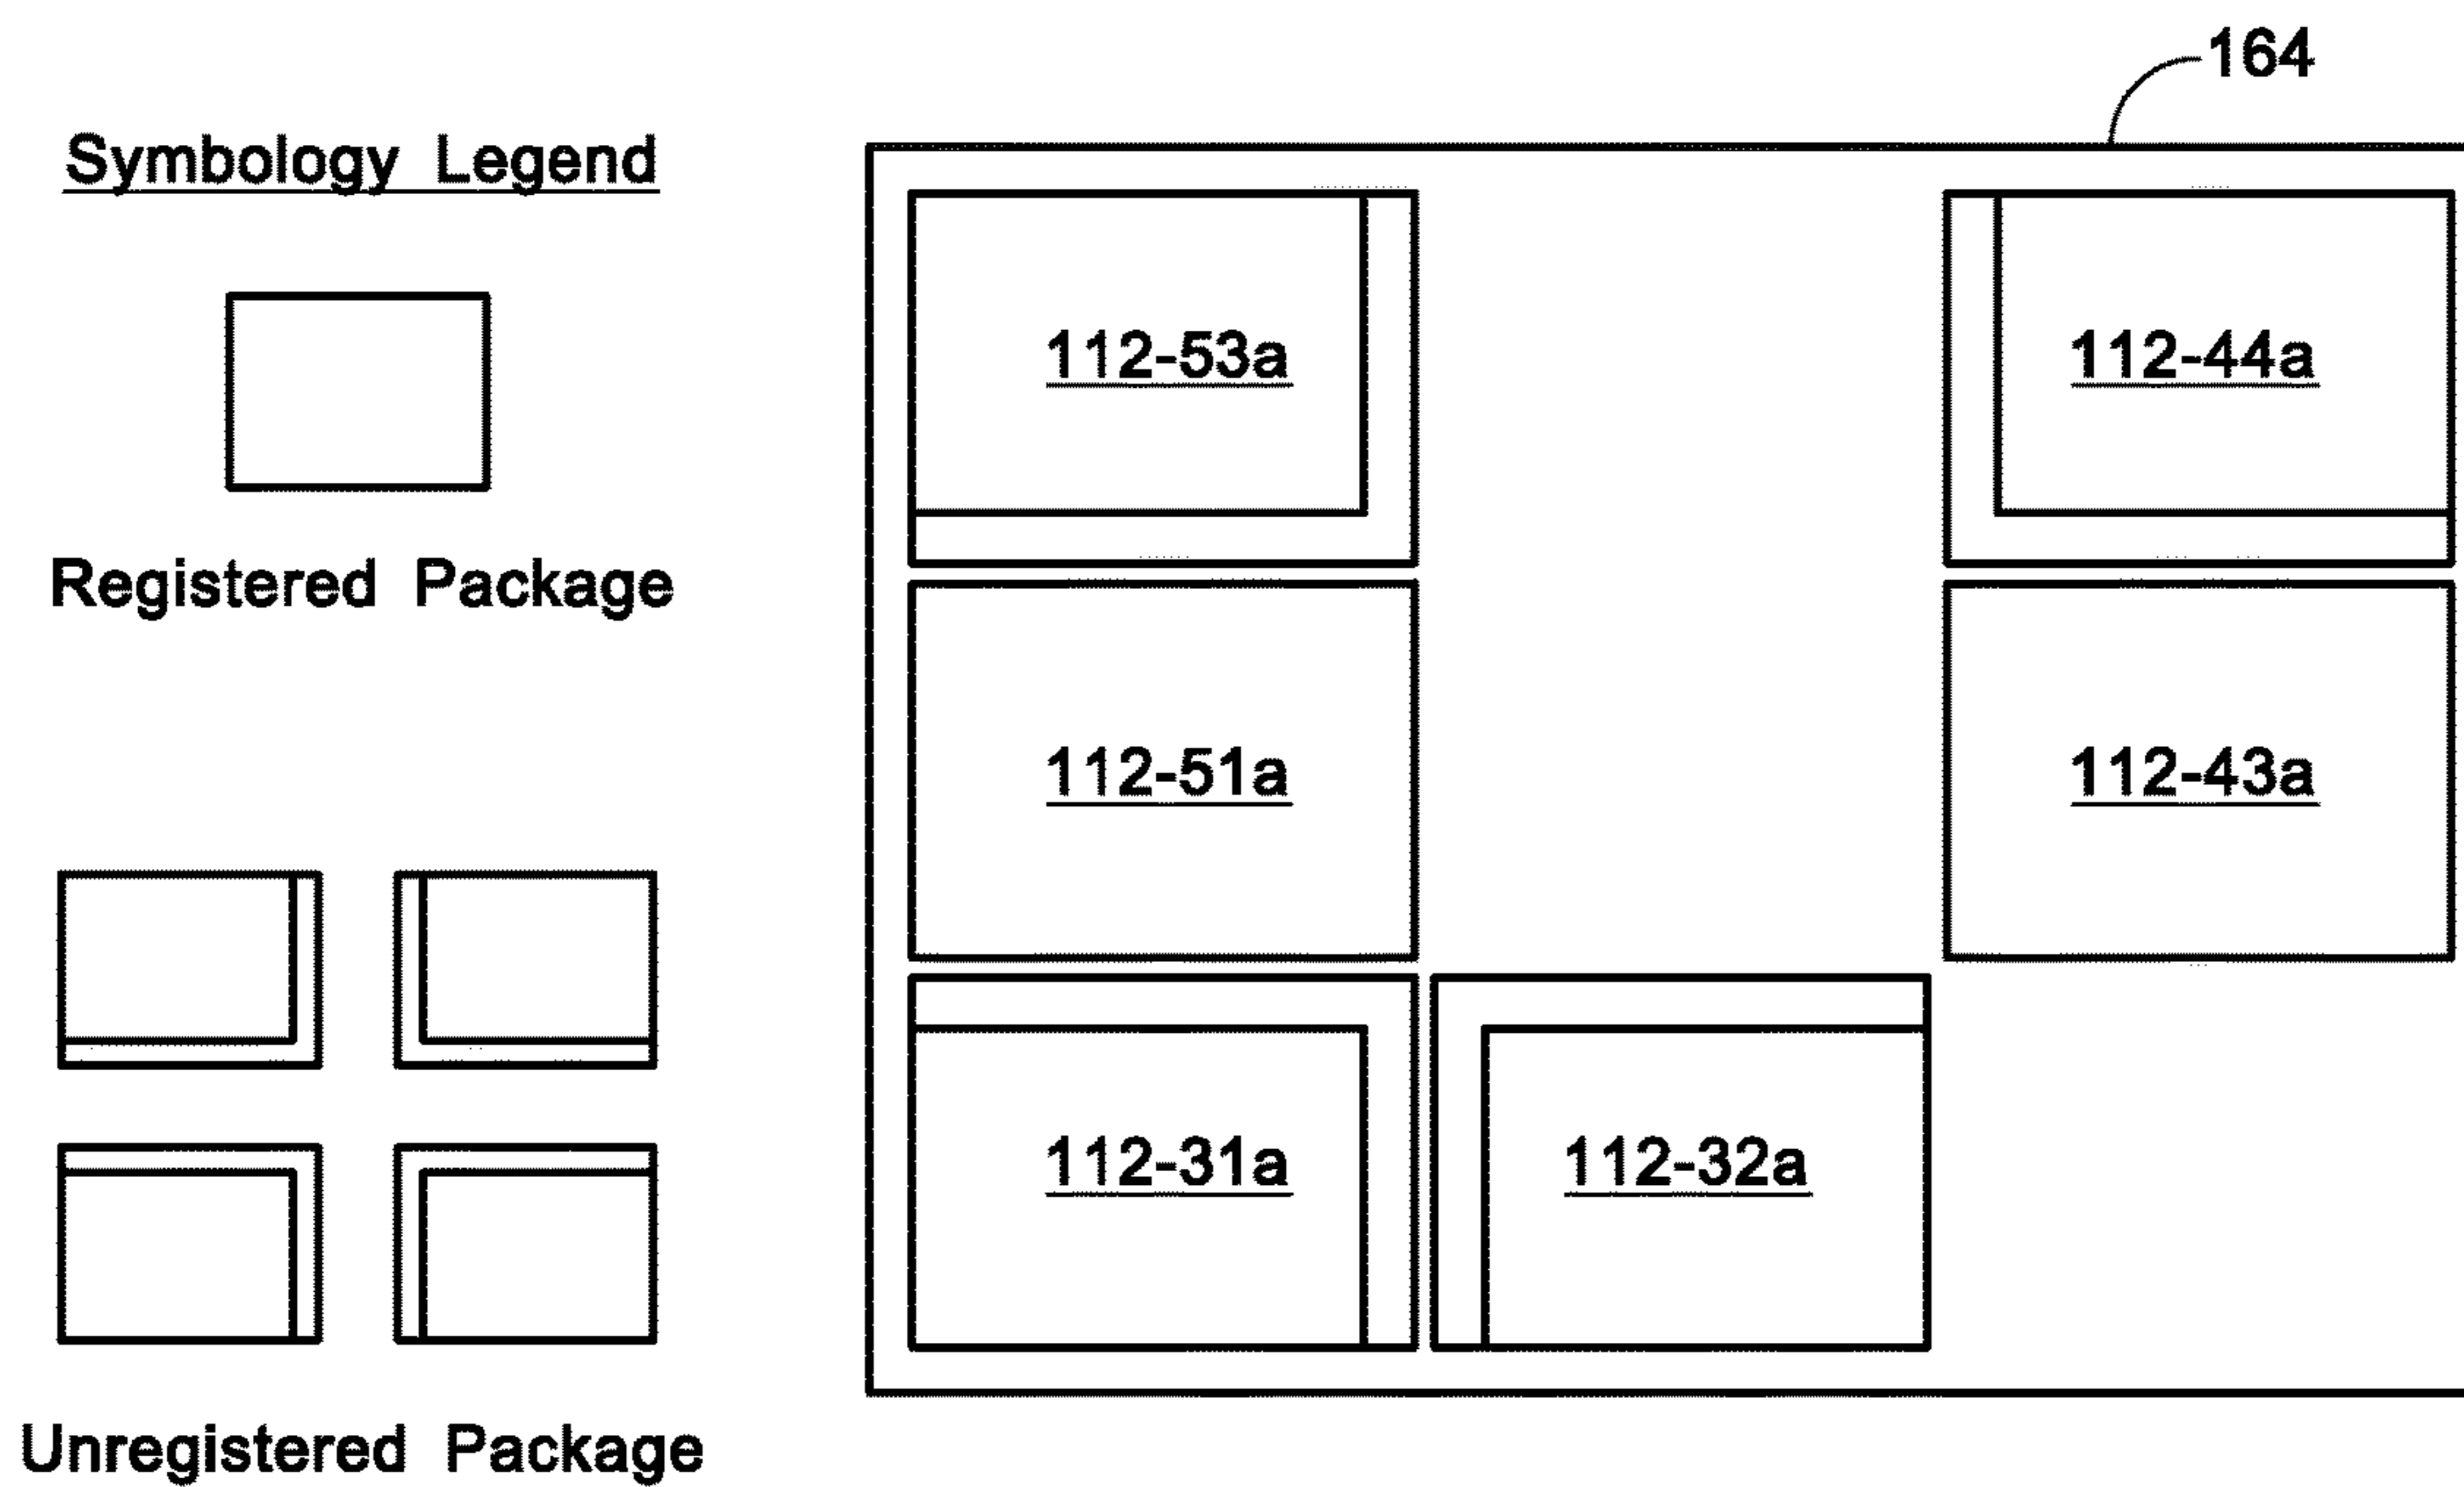 164
Symbology Legend
Registered Package
Unregistered Package
112-53a
112-44a
112-51a
112-43a
112-31a
112-32a